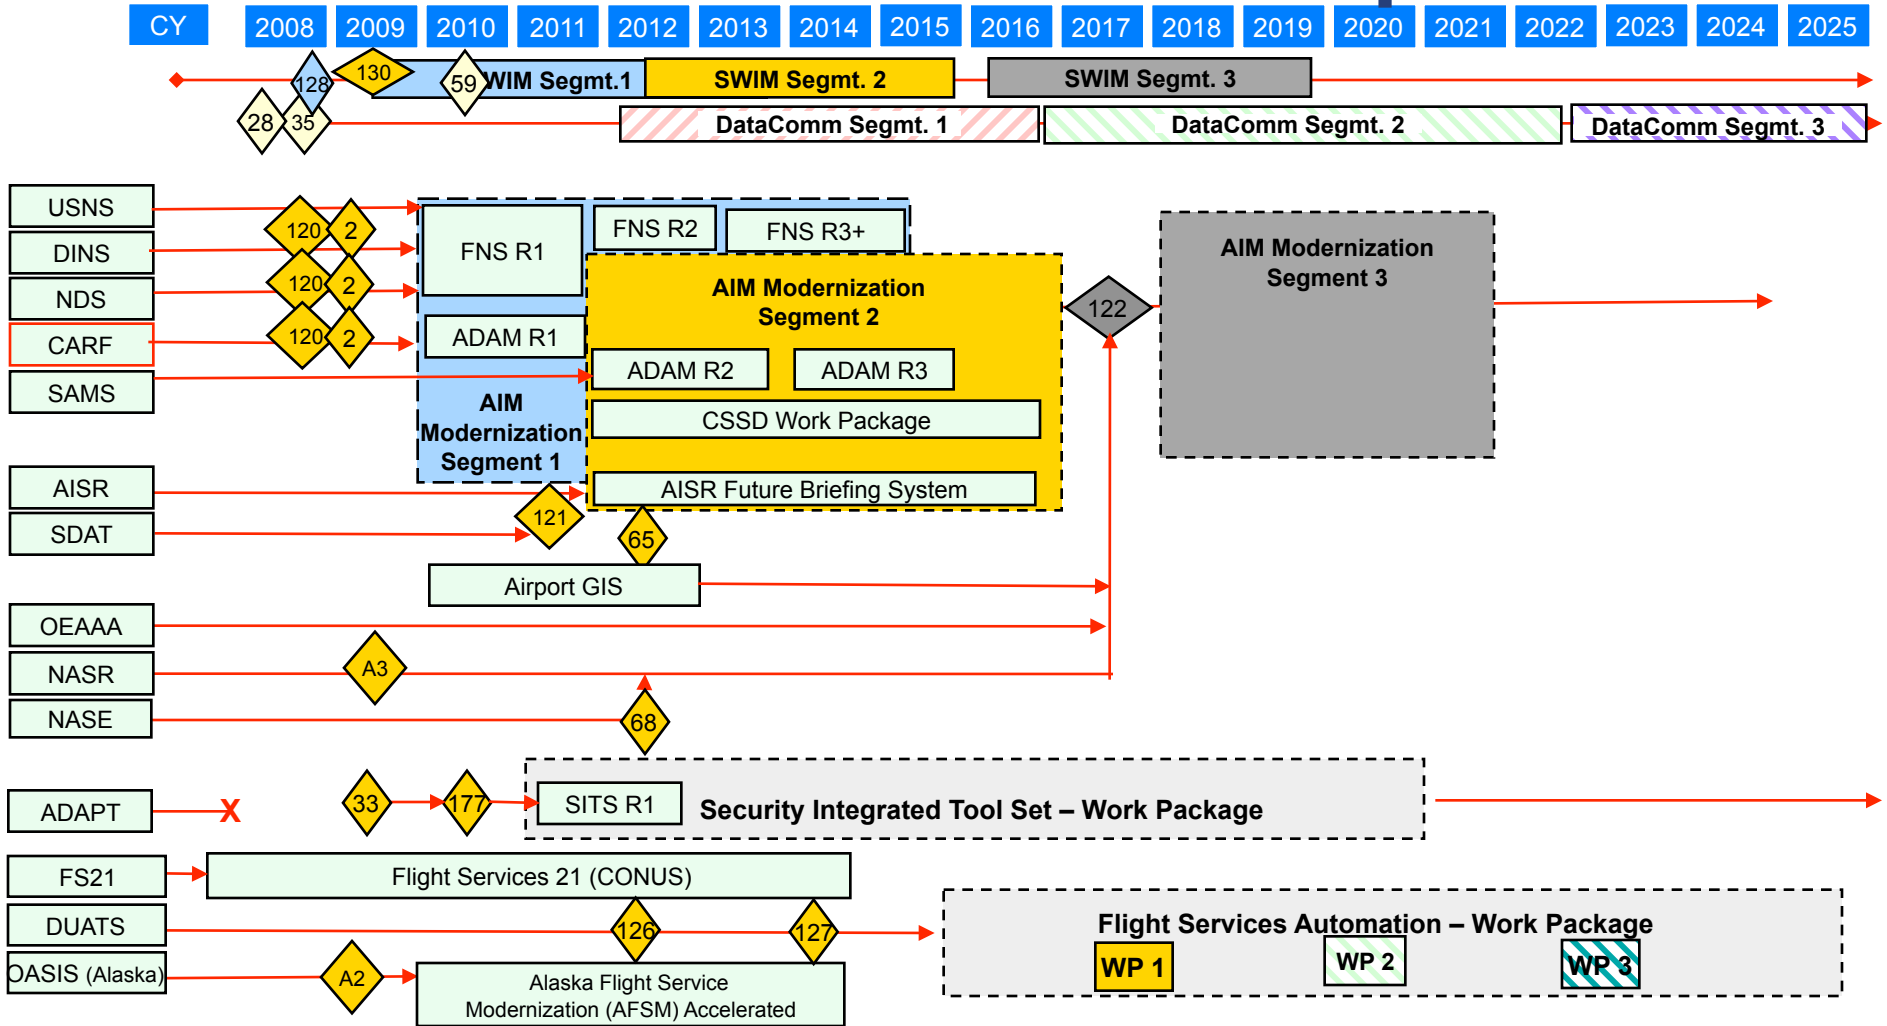 CY 2008 2009 2010 2011 2012 2013 2014 2015 2016 2017 2018 2019 2020 2021 2022 2023 2024 2025
128 130 WIM Segmt.1 59 SWIM Segmt. 2 SWIM Segmt. 3
28 35 DataComm Segmt. 1 DataComm Segmt. 2 DataComm Segmt. 3
USNS
DINS
NDS
CARF
SAMS
120 2
120 2
120 2
FNS R1
FNS R2
FNS R3+
ADAM R1
AIM
Modernization
Segment 1
AIM Modernization
Segment 2
ADAM R2
ADAM R3
CSSD Work Package
AISR Future Briefing System
122
AIM Modernization
Segment 3
AISR
SDAT
121
65
Airport GIS
OEAAA
NASR
NASE
A3
68
ADAPT
X
33
177
SITS R1
Security Integrated Tool Set – Work Package
FS21
DUATS
OASIS (Alaska)
Flight Services 21 (CONUS)
126
127
A2
Alaska Flight Service
Modernization (AFSM) Accelerated
Flight Services Automation – Work Package
WP 1
WP 2
WP 3